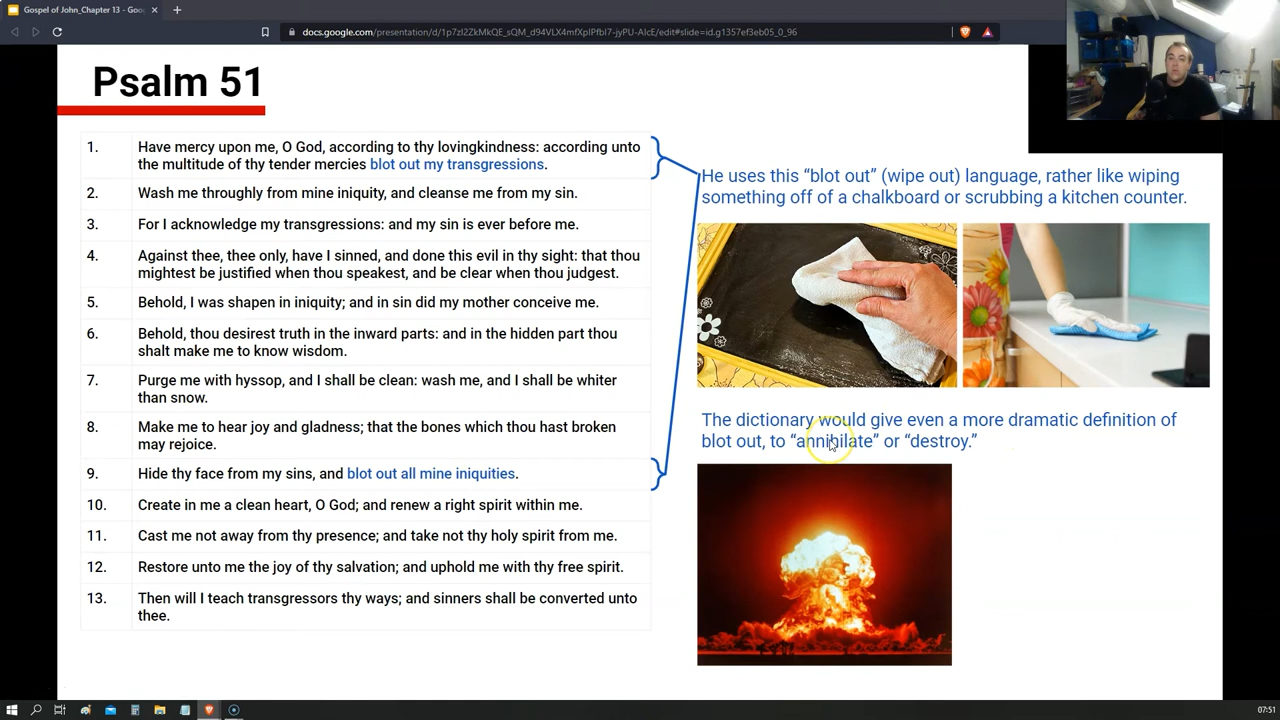 Gospel of John_Chapter 13 - Goo
docs.google.com/presentation/d/1p7zI2ZkMkQE_sQM_d94VLX4mfXpIPfbI7-jyPU-AIcE/edit#slide=id.g1357ef3eb05_0_96
Psalm 51
1. Have mercy upon me, O God, according to thy lovingkindness: according unto
the multitude of thy tender mercies blot out my transgressions.
2. Wash me throughly from mine iniquity, and cleanse me from my sin.
3. For I acknowledge my transgressions: and my sin is ever before me.
4. Against thee, thee only, have I sinned, and done this evil in thy sight: that thou
mightest be justified when thou speakest, and be clear when thou judgest.
5. Behold, I was shapen in iniquity; and in sin did my mother conceive me.
6. Behold, thou desirest truth in the inward parts: and in the hidden part thou
shalt make me to know wisdom.
7. Purge me with hyssop, and I shall be clean: wash me, and I shall be whiter
than snow.
8. Make me to hear joy and gladness; that the bones which thou hast broken
may rejoice.
9. Hide thy face from my sins, and blot out all mine iniquities.
10. Create in me a clean heart, O God; and renew a right spirit within me.
11. Cast me not away from thy presence; and take not thy holy spirit from me.
12. Restore unto me the joy of thy salvation; and uphold me with thy free spirit.
13. Then will I teach transgressors thy ways; and sinners shall be converted unto
thee.
He uses this “blot out” (wipe out) language, rather like wiping
something off of a chalkboard or scrubbing a kitchen counter.
The dictionary would give even a more dramatic definition of
blot out, to “annihilate” or “destroy.”
07:51